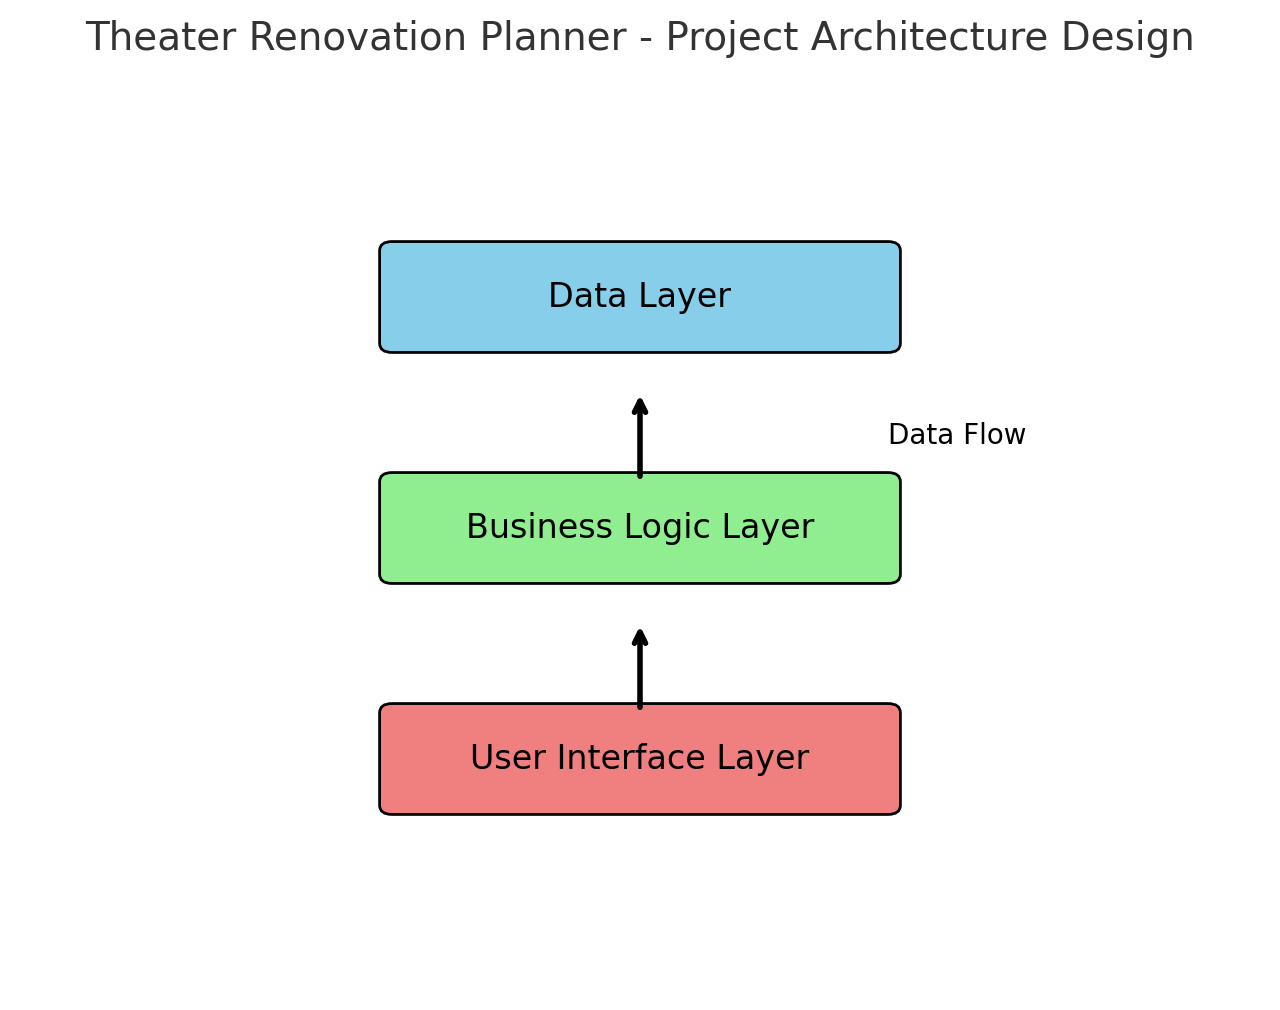 Theater Renovation Planner - Project Architecture Design
Data Layer
Data Flow
Business Logic Layer
User Interface Layer